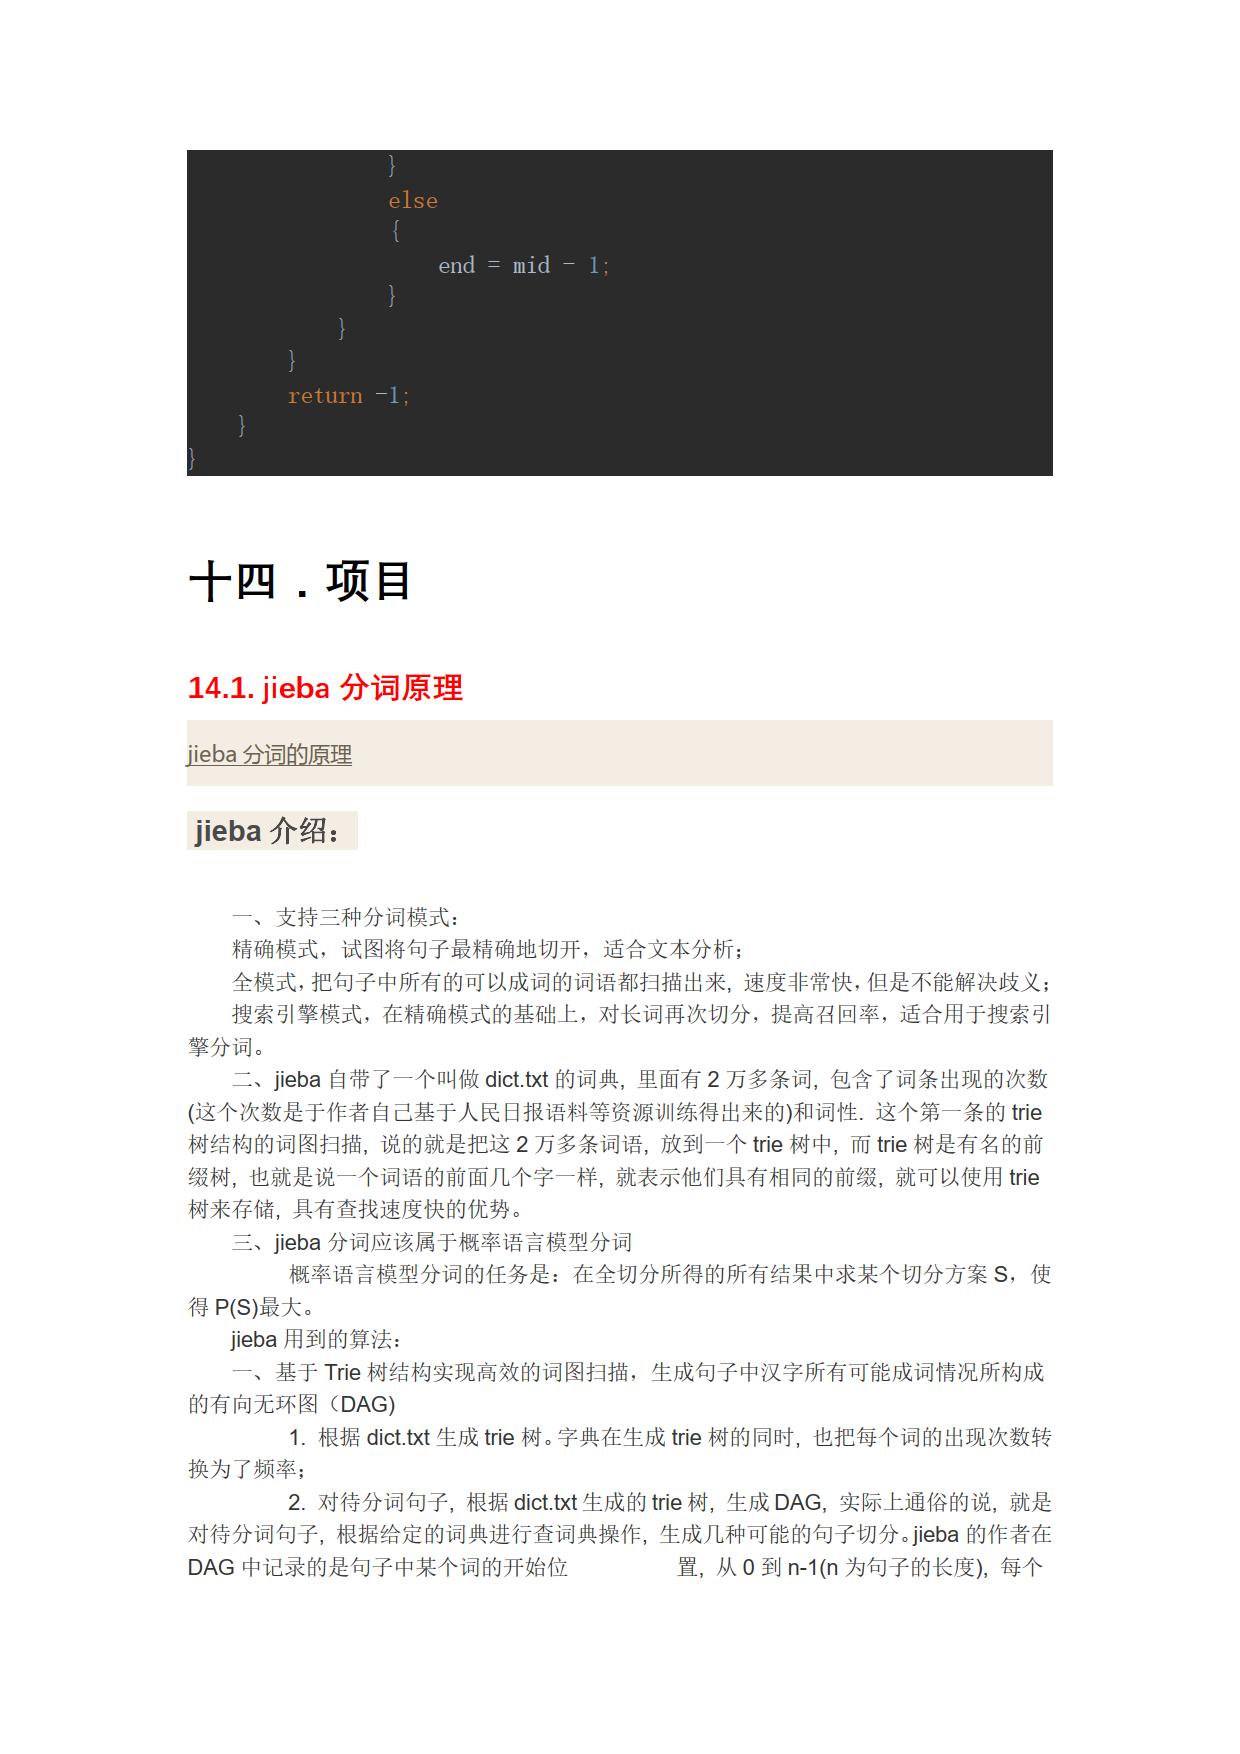 }
else
{
end = mid - 1;
}
}
}
return -1;
}
}
十四．项目
14.1. jieba 分词原理
jieba 分词的原理
jieba 介绍：
一、支持三种分词模式：
精确模式，试图将句子最精确地切开，适合文本分析；
全模式，把句子中所有的可以成词的词语都扫描出来, 速度非常快，但是不能解决歧义；
搜索引擎模式，在精确模式的基础上，对长词再次切分，提高召回率，适合用于搜索引
擎分词。
二、jieba 自带了一个叫做 dict.txt 的词典, 里面有 2 万多条词, 包含了词条出现的次数
(这个次数是于作者自己基于人民日报语料等资源训练得出来的)和词性. 这个第一条的 trie
树结构的词图扫描, 说的就是把这 2 万多条词语, 放到一个 trie 树中, 而 trie 树是有名的前
缀树, 也就是说一个词语的前面几个字一样, 就表示他们具有相同的前缀, 就可以使用 trie
树来存储, 具有查找速度快的优势。
三、jieba 分词应该属于概率语言模型分词
概率语言模型分词的任务是：在全切分所得的所有结果中求某个切分方案 S，使
得 P(S)最大。
jieba 用到的算法：
一、基于 Trie 树结构实现高效的词图扫描，生成句子中汉字所有可能成词情况所构成
的有向无环图（DAG)
1. 根据 dict.txt 生成 trie 树。字典在生成 trie 树的同时, 也把每个词的出现次数转
换为了频率；
2. 对待分词句子, 根据 dict.txt 生成的 trie 树, 生成 DAG, 实际上通俗的说, 就是
对待分词句子, 根据给定的词典进行查词典操作, 生成几种可能的句子切分。jieba 的作者在
DAG 中记录的是句子中某个词的开始位 置, 从 0 到 n-1(n 为句子的长度), 每个